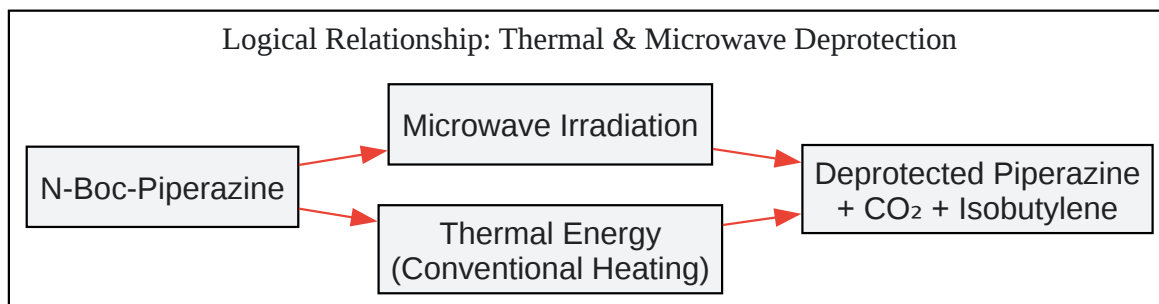 Logical Relationship: Thermal & Microwave Deprotection
N-Boc-Piperazine
Microwave Irradiation
Thermal Energy
(Conventional Heating)
Deprotected Piperazine
+ CO₂ + Isobutylene